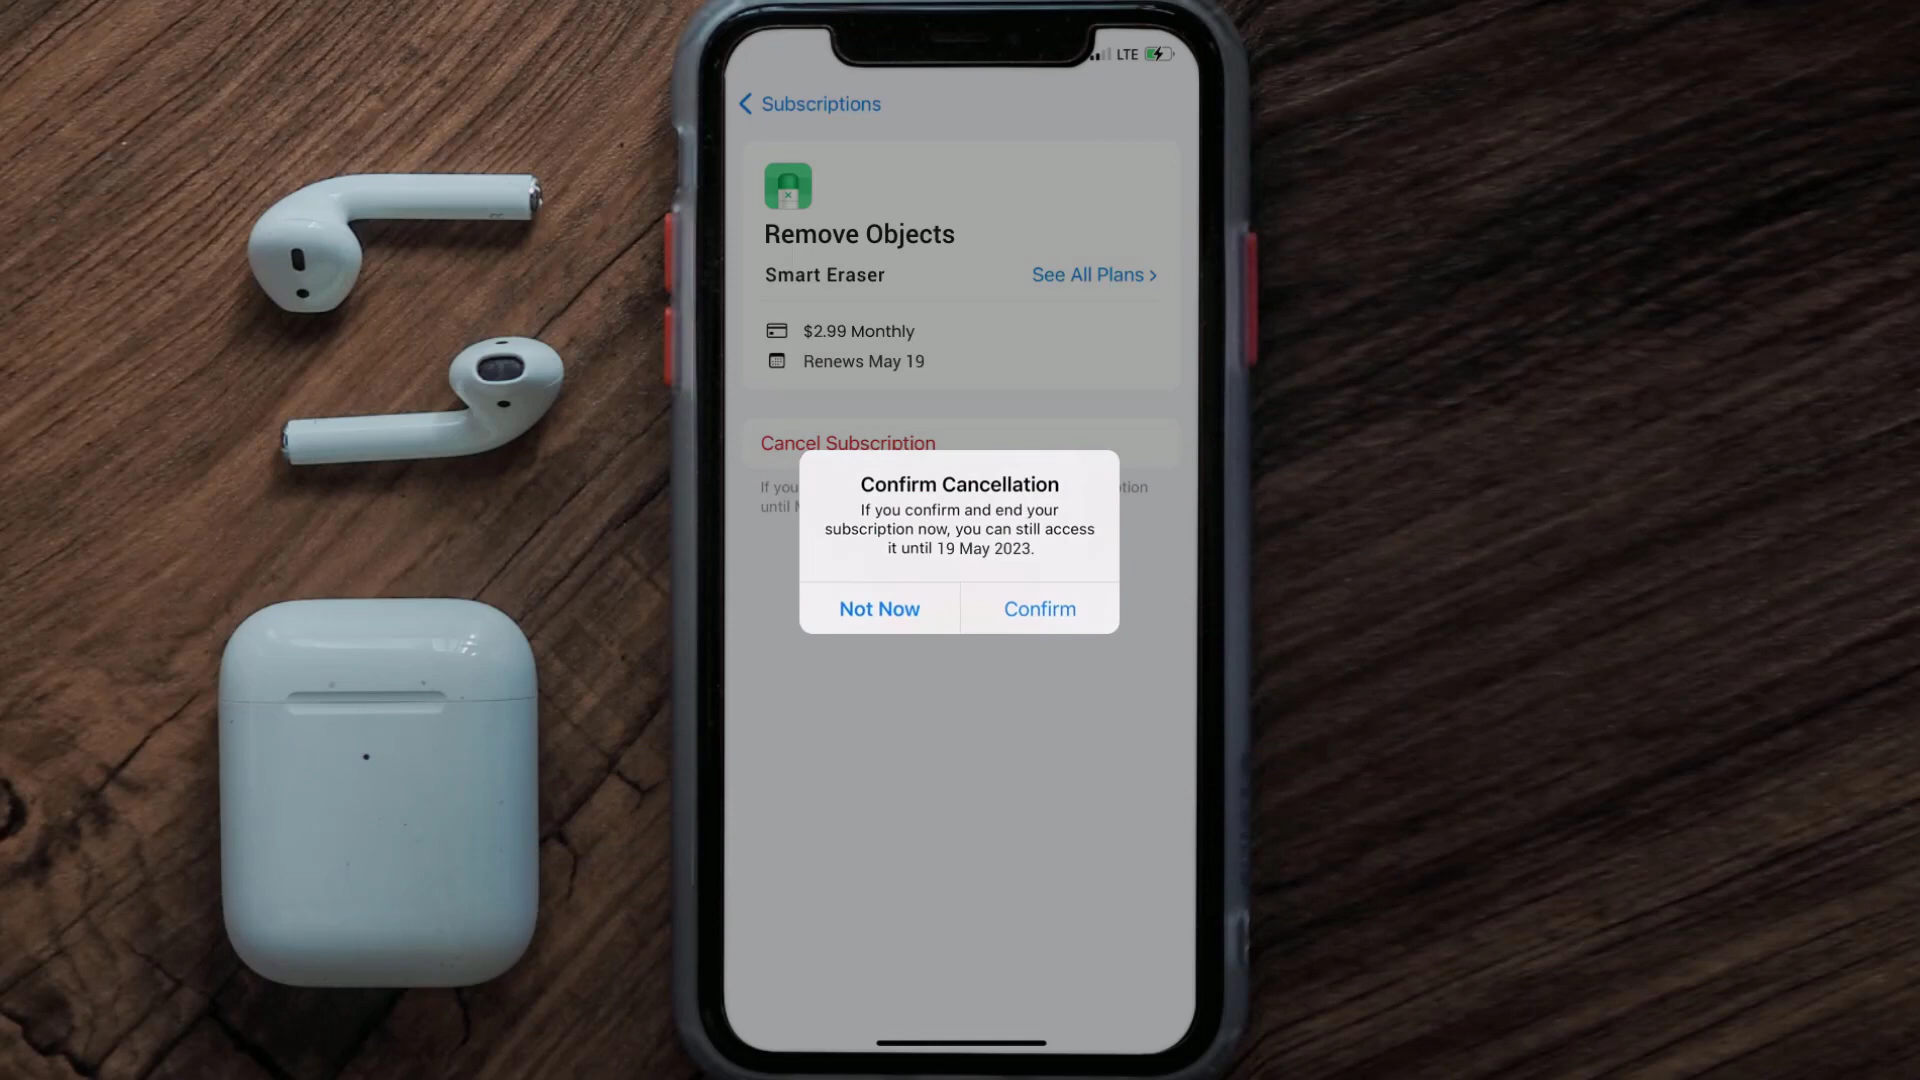 LTE
Subscriptions
Remove Objects
Smart Eraser
See All Plans
$2.99 Monthly
Renews May 19
Cancel Subscription
If you
tion
until
Confirm Cancellation
If you confirm and end your
subscription now, you can still access
it until 19 May 2023.
Not Now
Confirm